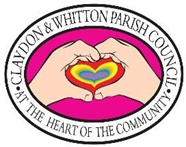 CLAYDON & WHITTON PARISH COUNCIL
• AT THE HEART OF THE COMMUNITY •